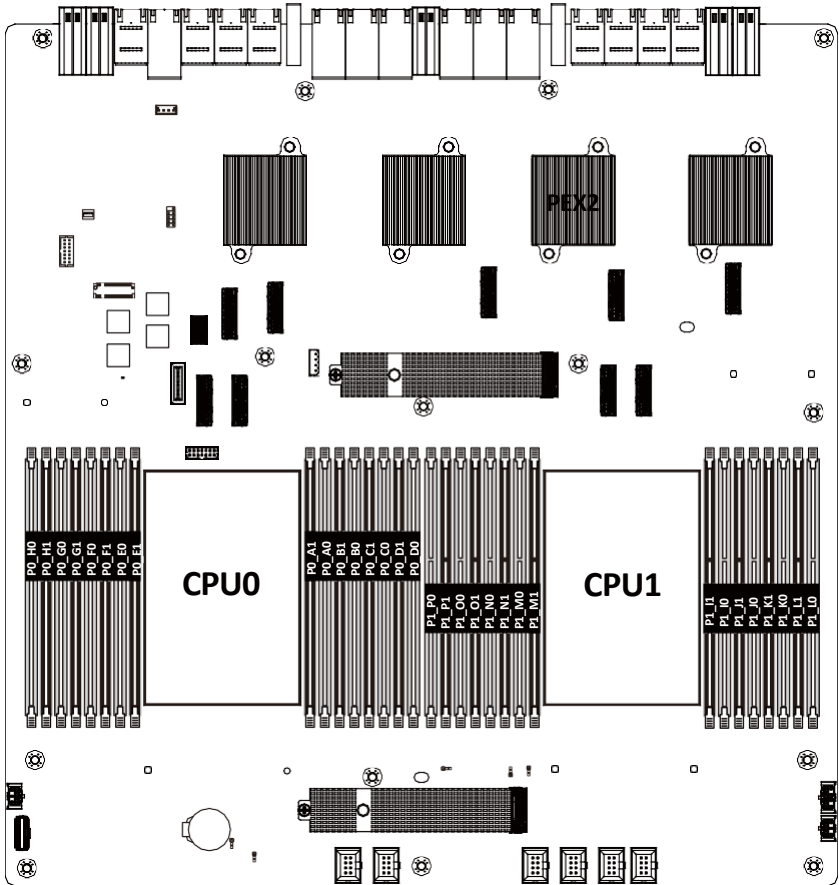 PEX2
P0_H0
P0_H1
P0_G0
P0_G1
P0_F0
P0_F1
P0_E0
P0_E1
CPU0
P0_A1
P0_A0
P0_B1
P0_B0
P0_C1
P0_C0
P0_D1
P0_D0
P1_P0
P1_P1
P1_O0
P1_O1
P1_N0
P1_N1
P1_M0
P1_M1
CPU1
P1_I1
P1_I0
P1_J1
P1_J0
P1_K1
P1_K0
P1_L1
P1_L0